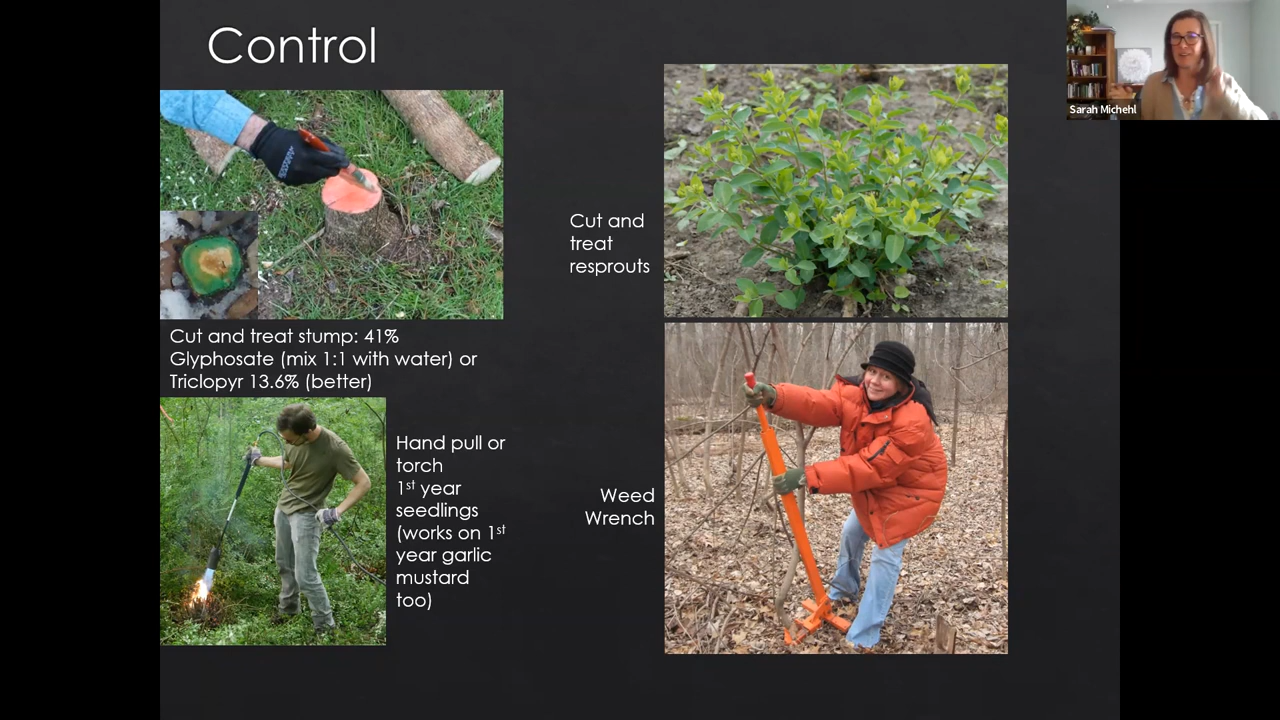 Control
Cut and treat stump: 41%
Glyphosate (mix 1:1 with water) or
Triclopyr 13.6% (better)
Hand pull or
torch
1st year
seedlings
(works on 1st
year garlic
mustard
too)
Cut and
treat
resprouts
Weed
Wrench
Sarah Michehl